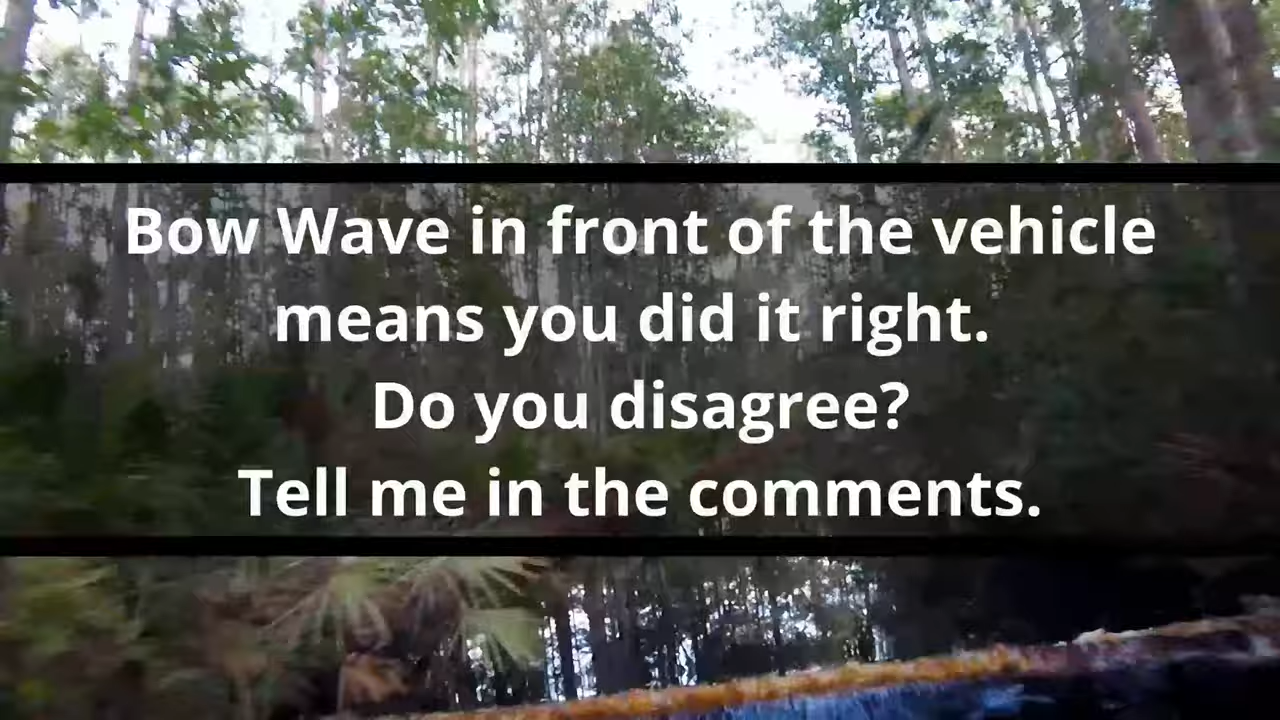 Bow Wave in front of the vehicle
means you did it right.
Do you disagree?
Tell me in the comments.